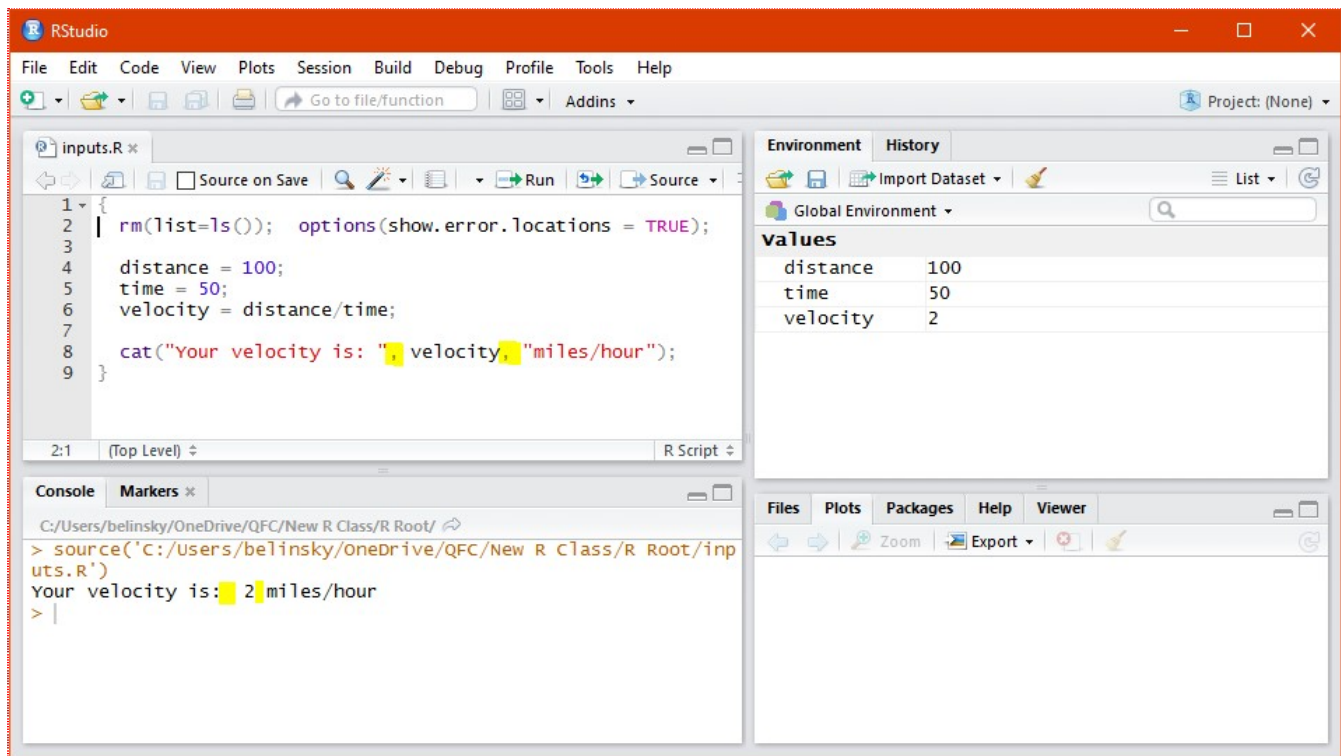 RStudio
File Edit Code View Plots Session Build Debug Profile Tools Help
Go to file/function Addins Project: (None)
inputs.R
Source on Save Run Source
1 {
2 rm(list=ls()); options(show.error.locations = TRUE);
3
4 distance = 100;
5 time = 50;
6 velocity = distance/time;
7
8 cat("Your velocity is: ", velocity, "miles/hour");
9 }
2:1 (Top Level) R Script
Console Markers
C:/Users/belinsky/OneDrive/QFC/New R Class/R Root/
> source('C:/Users/belinsky/OneDrive/QFC/New R Class/R Root/inp
uts.R')
Your velocity is:  2 miles/hour
>
Environment History
Import Dataset List
Global Environment
Values
distance 100
time 50
velocity 2
Files Plots Packages Help Viewer
Zoom Export